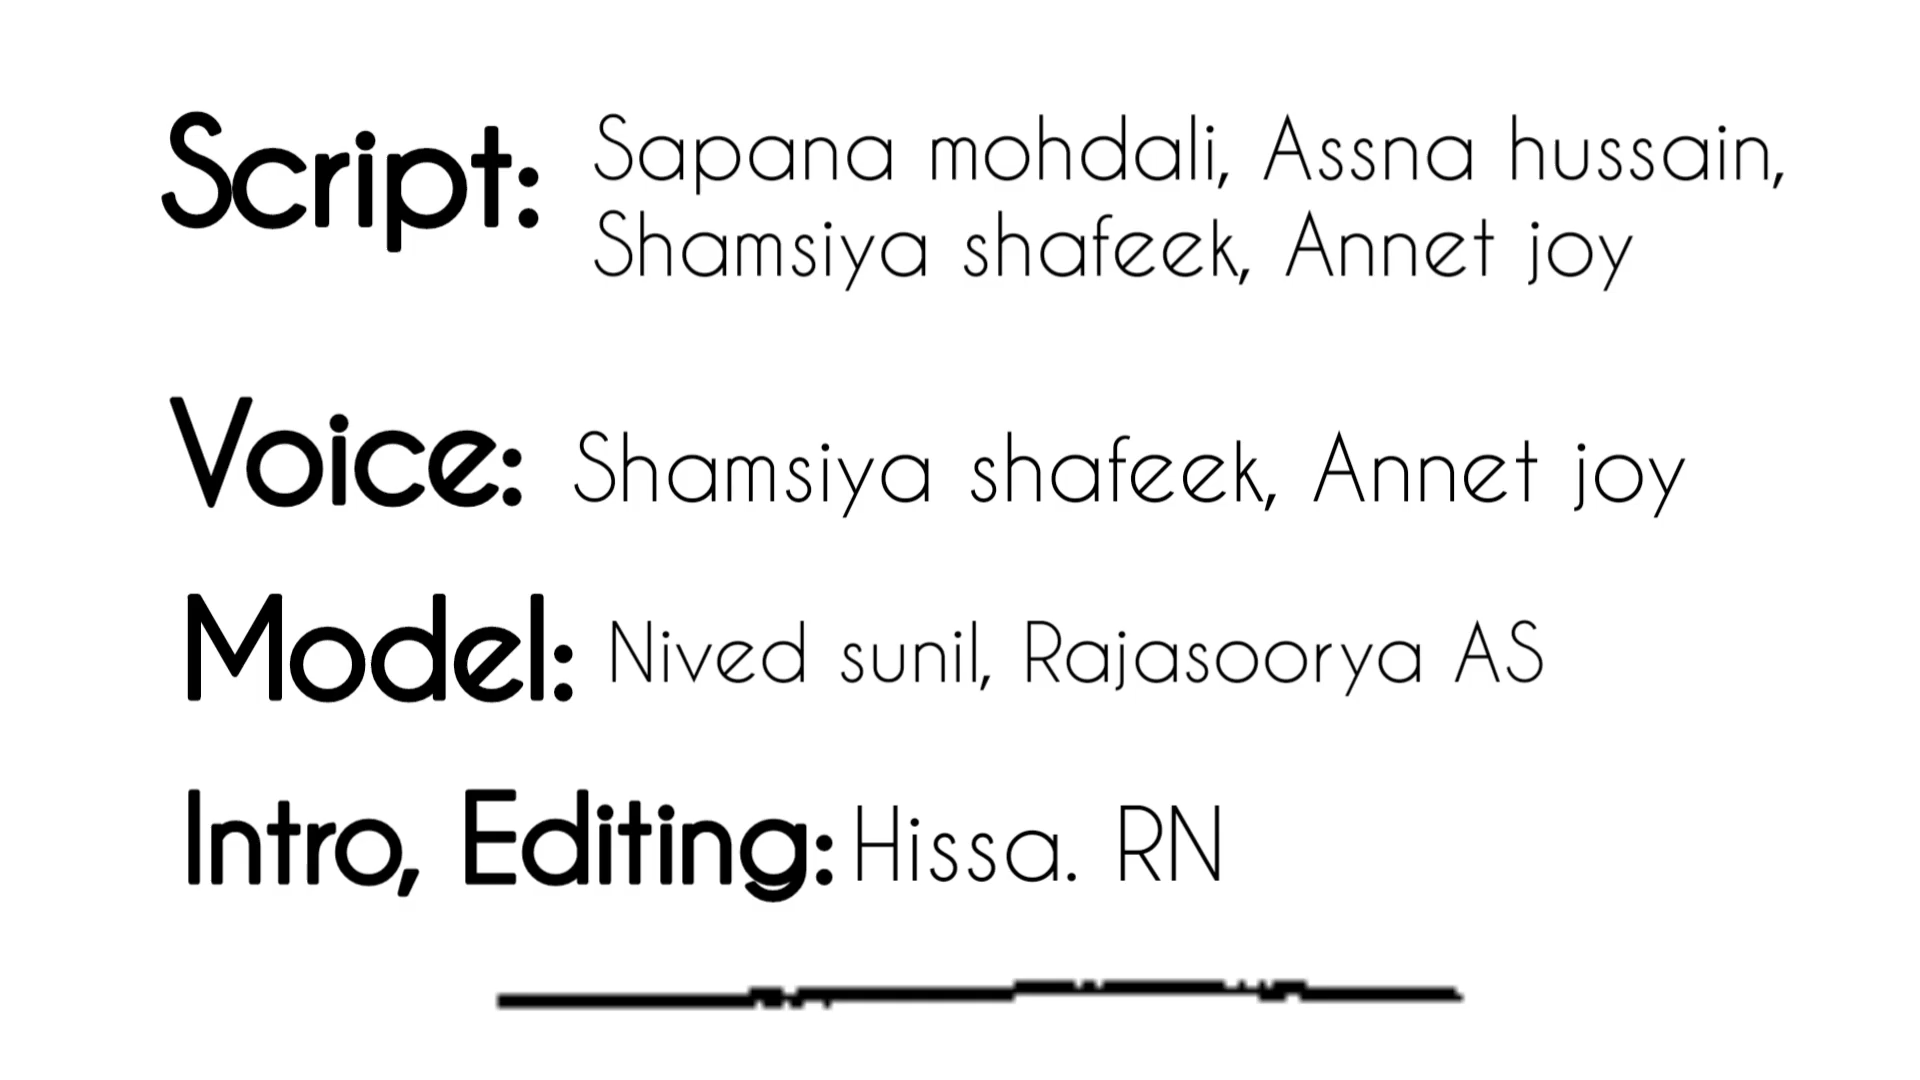 Script: Sapana mohdali, Assna hussain,
Shamsiya shafeek, Annet joy
Voice: Shamsiya shafeek, Annet joy
Model: Nived sunil, Rajasoorya AS
Intro, Editing: Hissa. RN